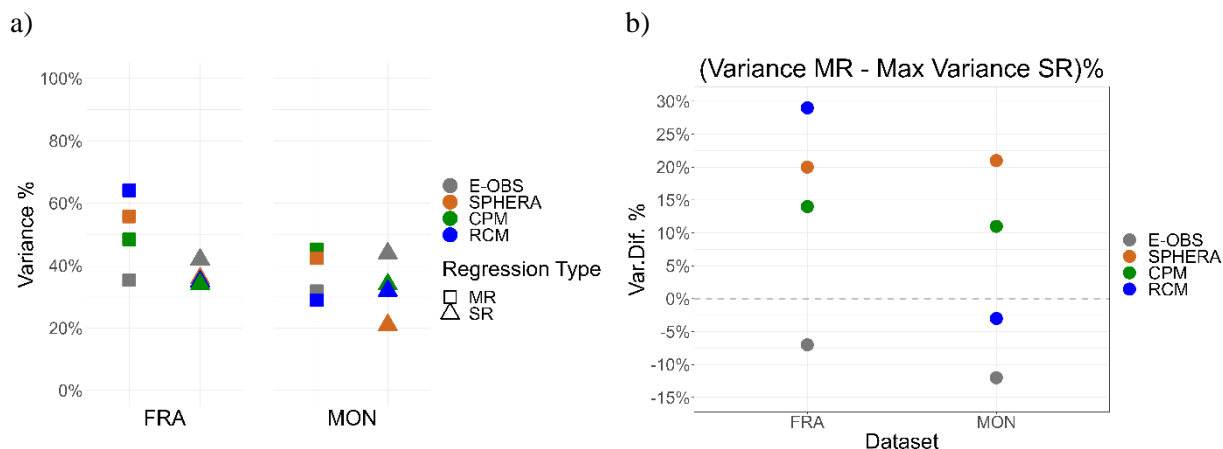 a)
100%
80%
60%
40%
20%
0%
Variance %
FRA
MON
E-OBS
SPHERA
CPM
RCM
Regression Type
MR
SR
b)
(Variance MR - Max Variance SR)%
30%
25%
20%
15%
10%
5%
0%
-5%
-10%
-15%
Var.Dif. %
FRA
MON
Dataset
E-OBS
SPHERA
CPM
RCM